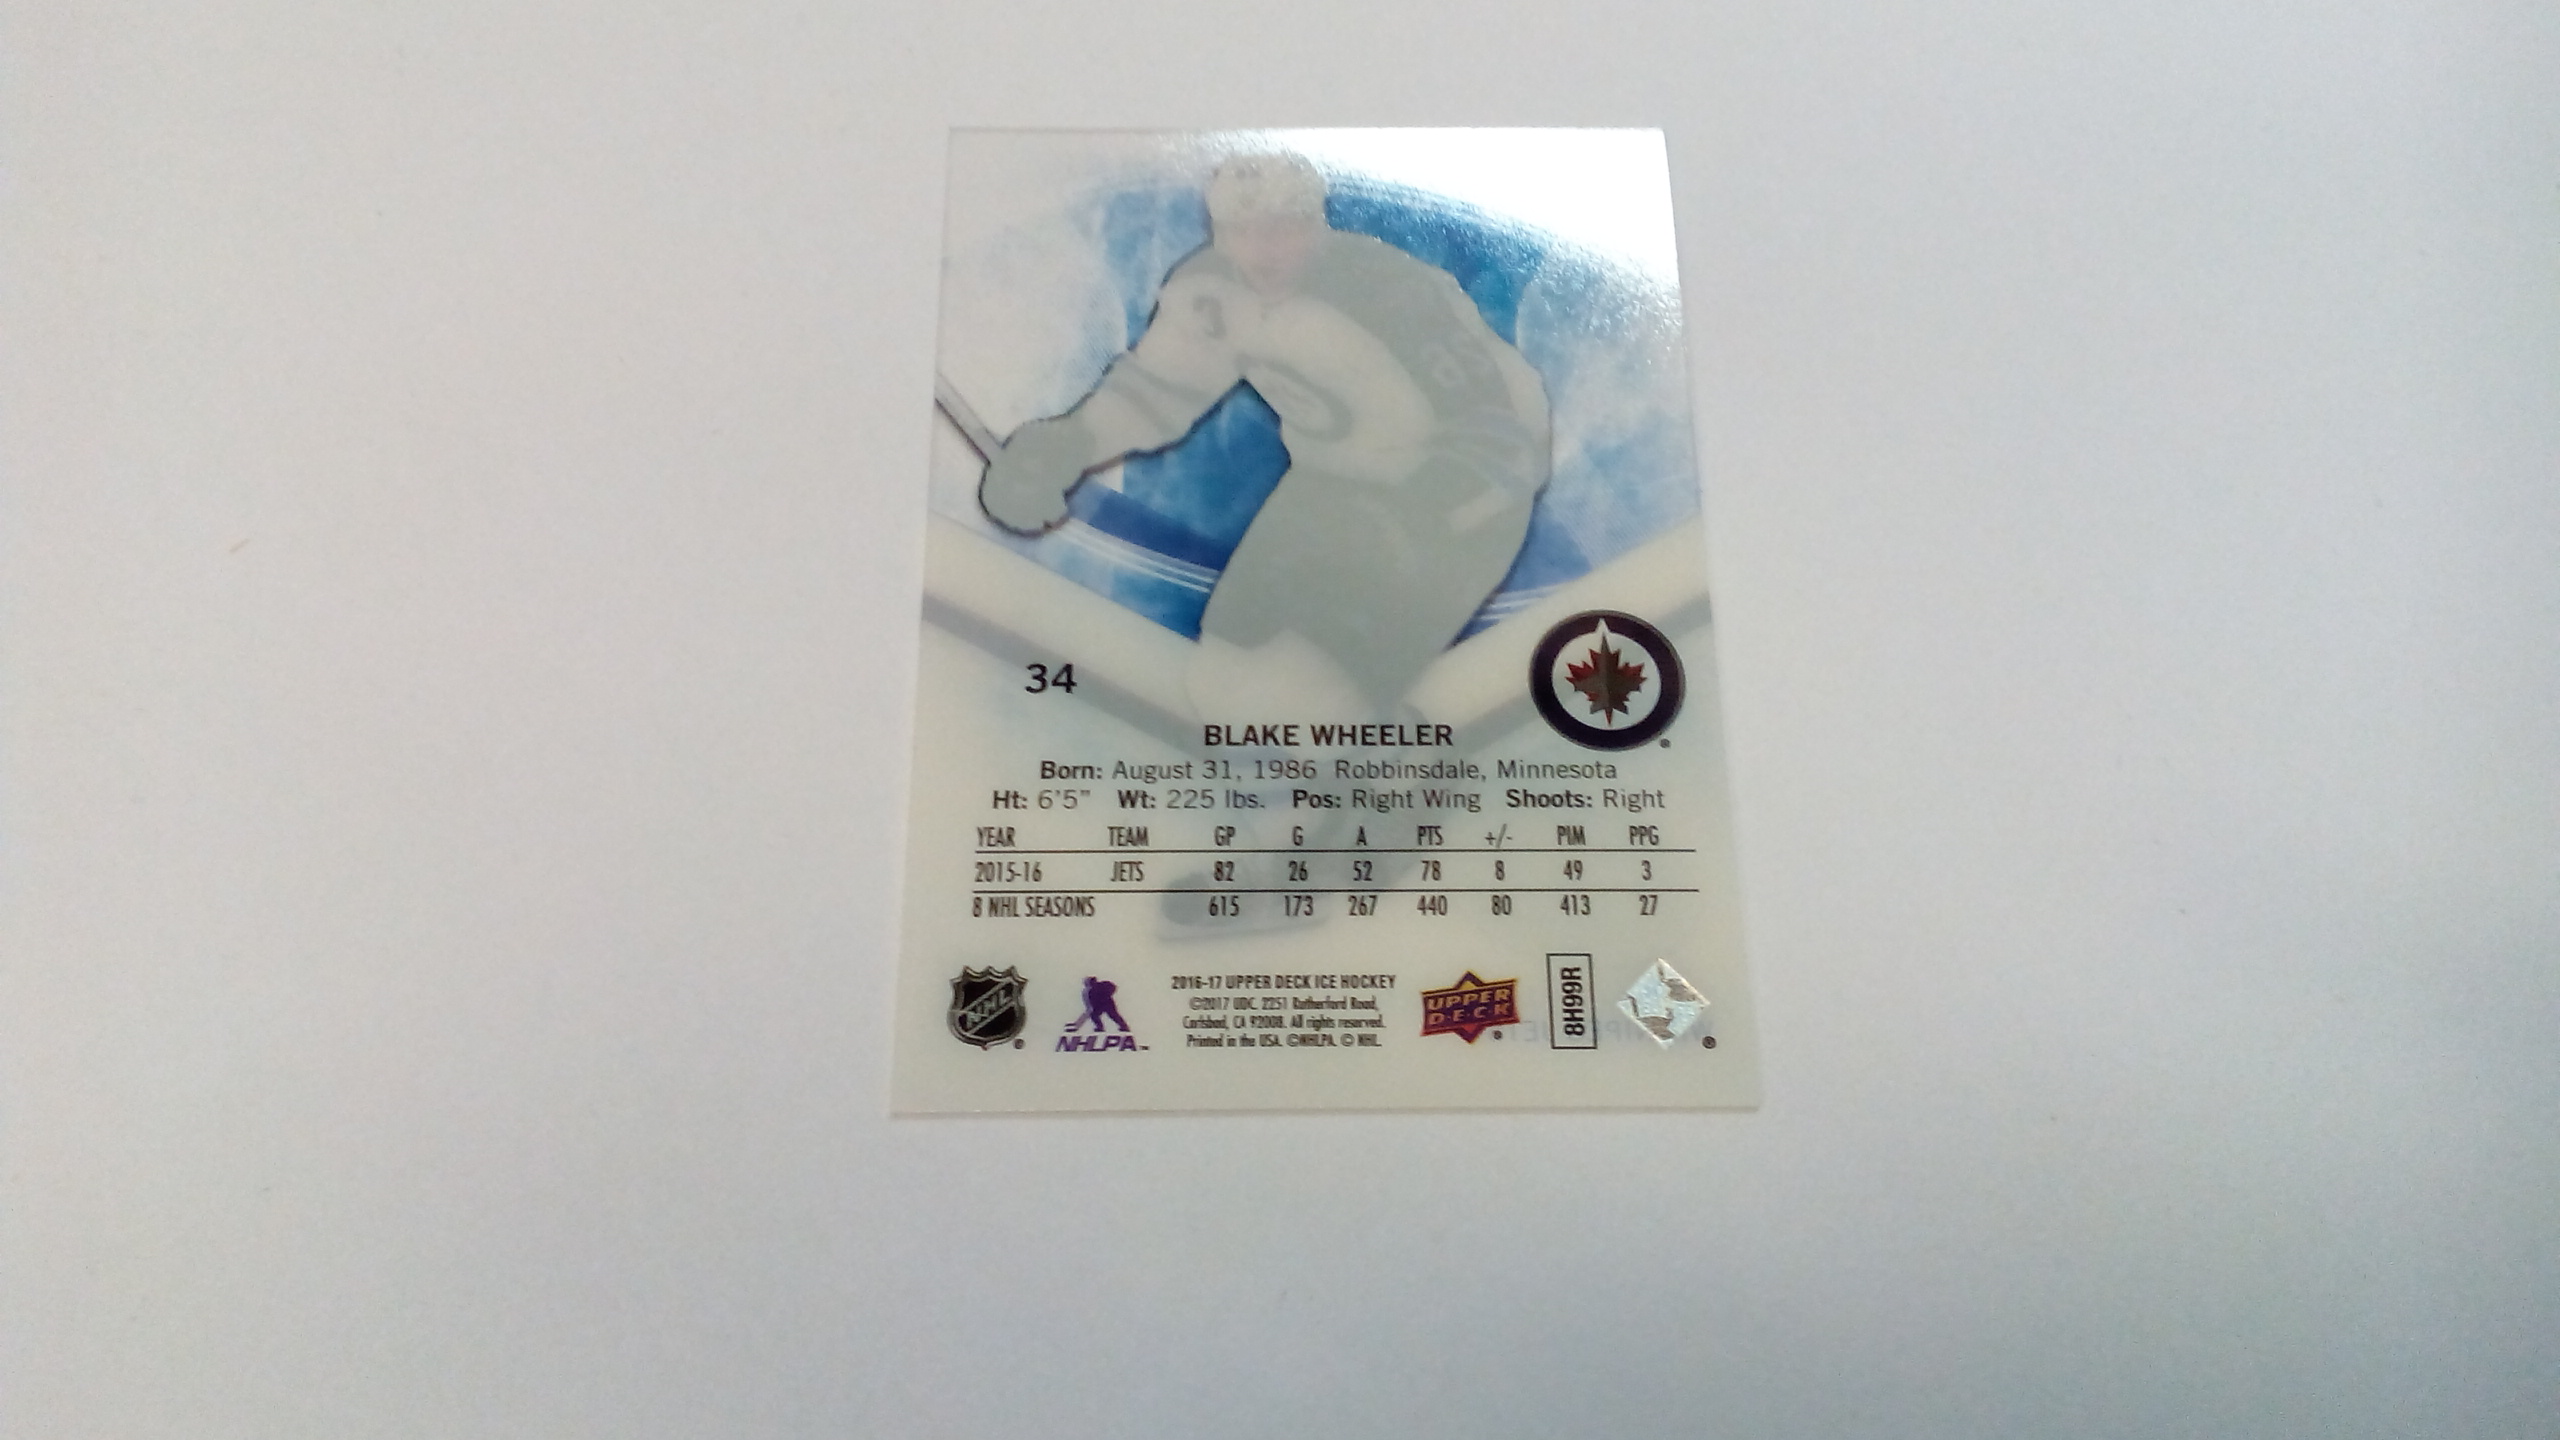 34
BLAKE WHEELER
Born: August 31, 1986 Robbinsdale, Minnesota
Ht: 6'5" Wt: 225 lbs. Pos: Right Wing Shoots: Right
YEAR TEAM GP G A PTS +/- PIM PPG
2015-16 JETS 82 26 52 78 8 49 3
8 NHL SEASONS 615 173 267 440 80 413 27
NHL
NHLPA™
2016-17 UPPER DECK ICE HOCKEY
©2017 UDC. 2251 Rutherford Road,
Carlsbad, CA 92008. All rights reserved.
Printed in the USA. ©NHLPA. © NHL.
UPPER
D·E·C·K
8H99R